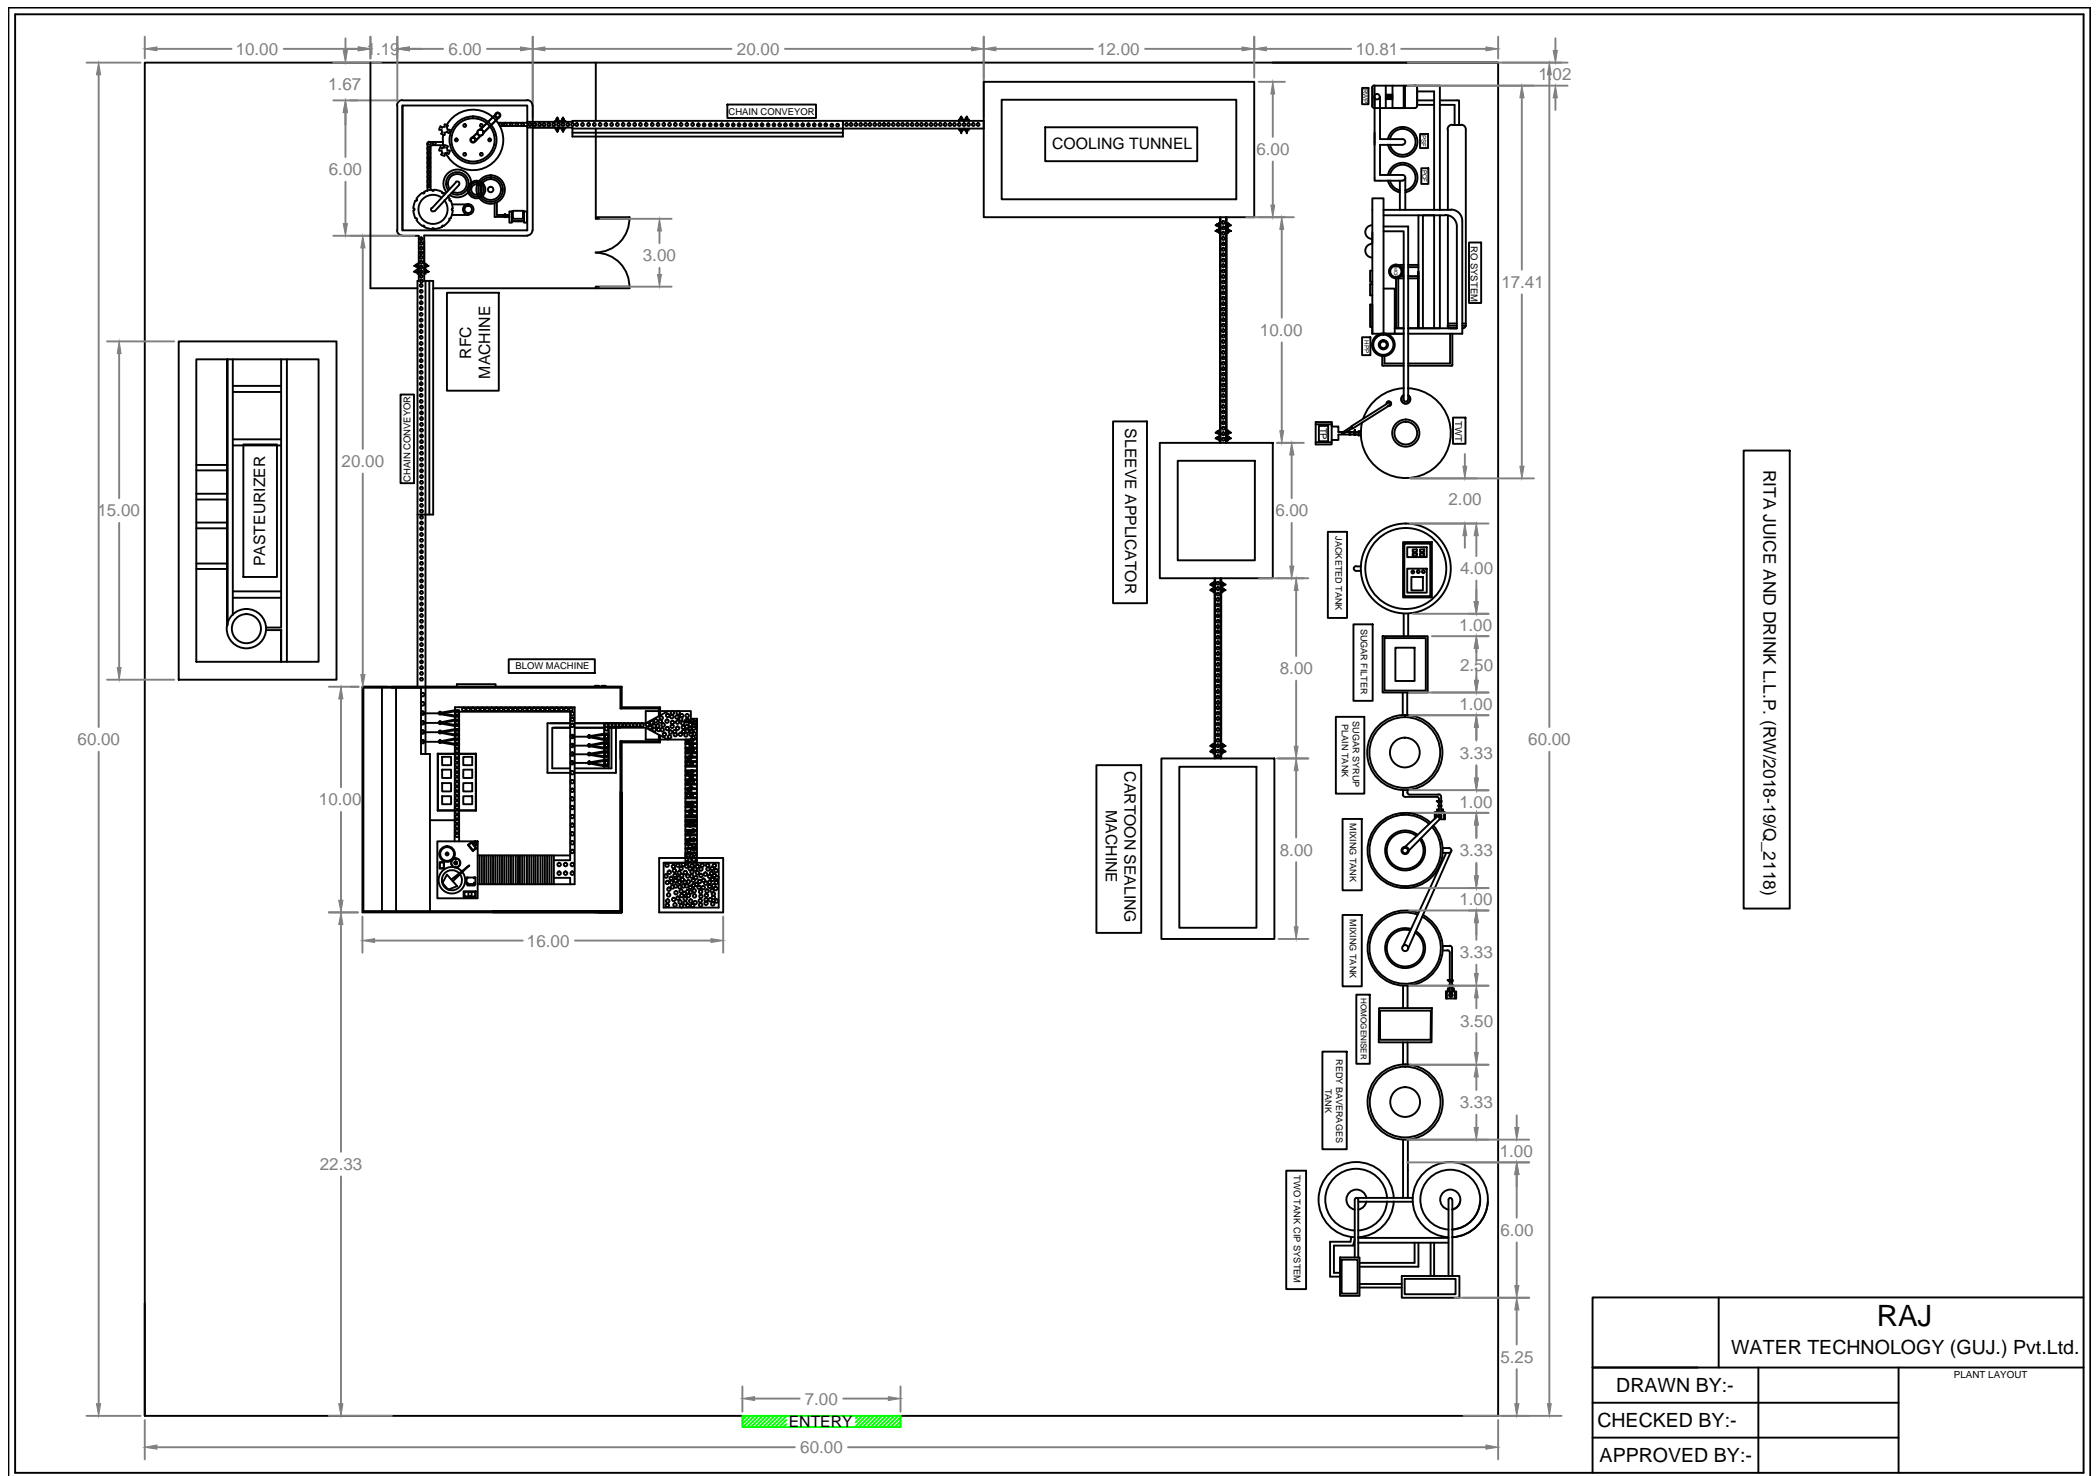 10.00
1.19
6.00
20.00
12.00
10.81
1.67
1.02
CHAIN CONVEYOR
COOLING TUNNEL
6.00
6.00
3.00
RO SYSTEM
17.41
RFC
MACHINE
10.00
HPP
CHAIN CONVEYOR
20.00
TP
TWT
PASTEURIZER
15.00
SLEEVE APPLICATOR
6.00
2.00
JACKETED TANK
4.00
1.00
SUGAR FILTER
2.50
1.00
BLOW MACHINE
8.00
SUGAR SYRUP
PLAIN TANK
3.33
60.00
60.00
RITA JUICE AND DRINK L.L.P. (RW/2018-19/Q_2118)
10.00
CARTOON SEALING
MACHINE
8.00
1.00
MIXING TANK
3.33
1.00
16.00
MIXING TANK
3.33
HOMOGENISER
3.50
REDY BAVERAGES
TANK
3.33
22.33
1.00
TWO TANK CIP SYSTEM
6.00
5.25
7.00
ENTERY
60.00
RAJ
WATER TECHNOLOGY (GUJ.) Pvt.Ltd.
PLANT LAYOUT
DRAWN BY:-
CHECKED BY:-
APPROVED BY:-